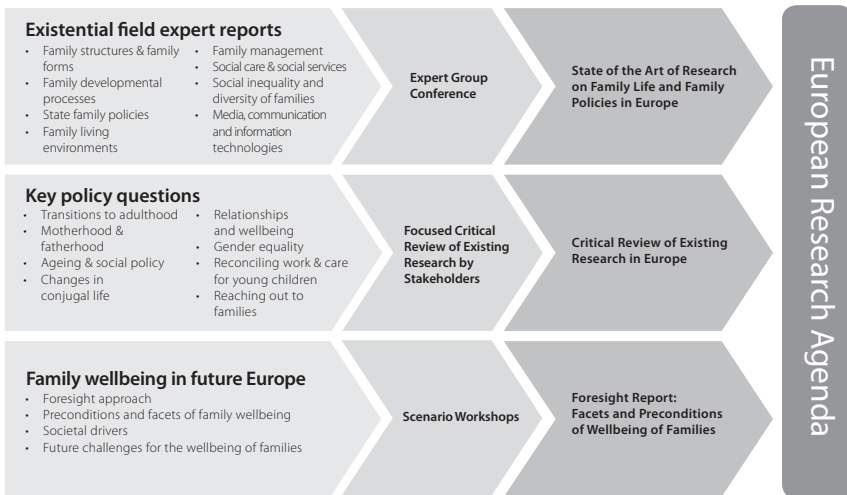 Existential field expert reports
• Family structures & family
forms
• Family developmental
processes
• State family policies
• Family living
environments
• Family management
• Social care & social services
• Social inequality and
diversity of families
• Media, communication
and information
technologies
Expert Group
Conference
State of the Art of Research
on Family Life and Family
Policies in Europe
Key policy questions
• Transitions to adulthood
• Motherhood &
fatherhood
• Ageing & social policy
• Changes in
conjugal life
• Relationships
and wellbeing
• Gender equality
• Reconciling work & care
for young children
• Reaching out to
families
Focused Critical
Review of Existing
Research by
Stakeholders
Critical Review of Existing
Research in Europe
Family wellbeing in future Europe
• Foresight approach
• Preconditions and facets of family wellbeing
• Societal drivers
• Future challenges for the wellbeing of families
Scenario Workshops
Foresight Report:
Facets and Preconditions
of Wellbeing of Families
European Research Agenda